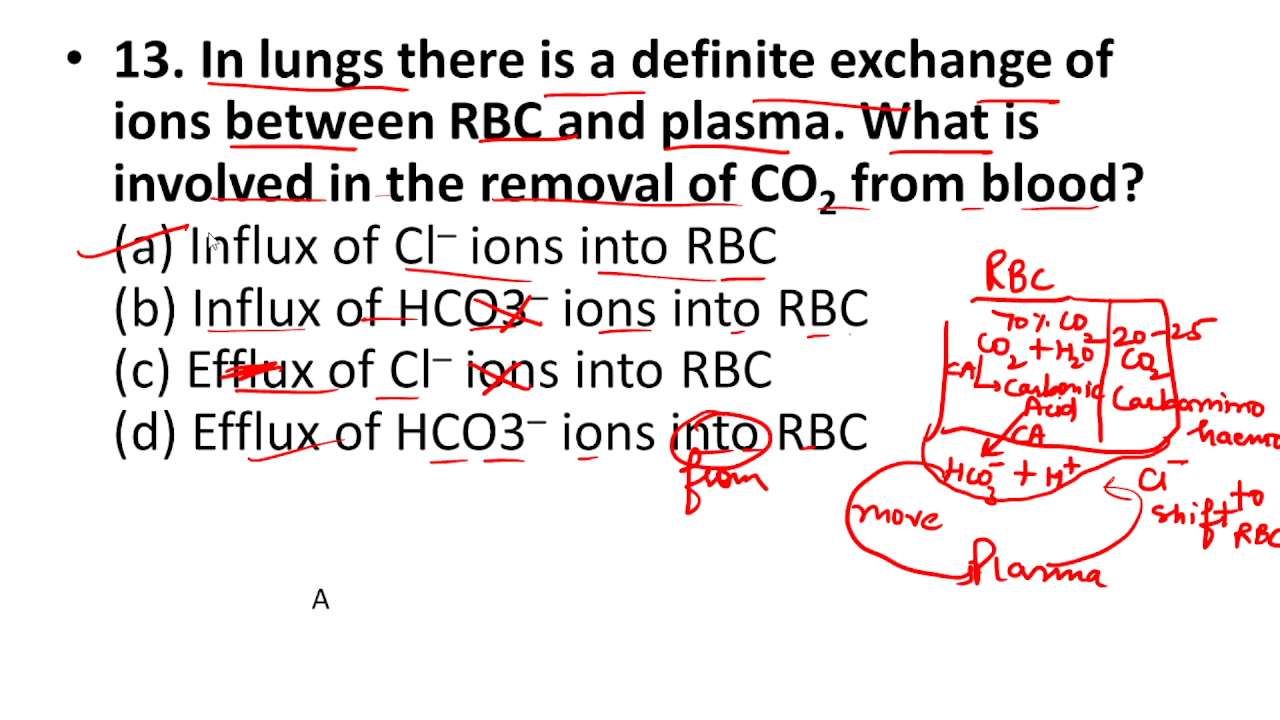 • 13. In lungs there is a definite exchange of
ions between RBC and plasma. What is
involved in the removal of CO₂ from blood?
(a) Influx of Cl⁻ ions into RBC
(b) Influx of HCO3⁻ ions into RBC
(c) Efflux of Cl⁻ ions into RBC
(d) Efflux of HCO3⁻ ions into RBC
from
A
RBC
70% CO₂
CO₂ + H₂O
CA
Carbonic
Acid
CA
HCO₃⁻ + H⁺
20-25
CO₂
Carbamino
haemo
move
Plasma
Cl⁻
shift to
RBC